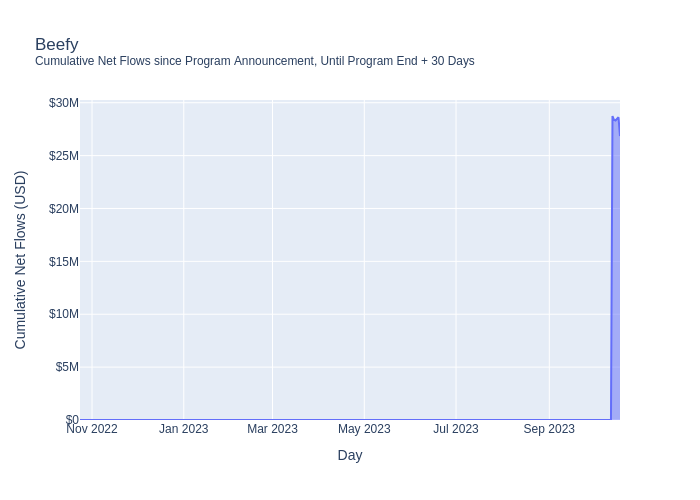 Beefy
Cumulative Net Flows since Program Announcement, Until Program End + 30 Days
$30M
$25M
$20M
$15M
$10M
$5M
$0
Cumulative Net Flows (USD)
Nov 2022
Jan 2023
Mar 2023
May 2023
Jul 2023
Sep 2023
Day